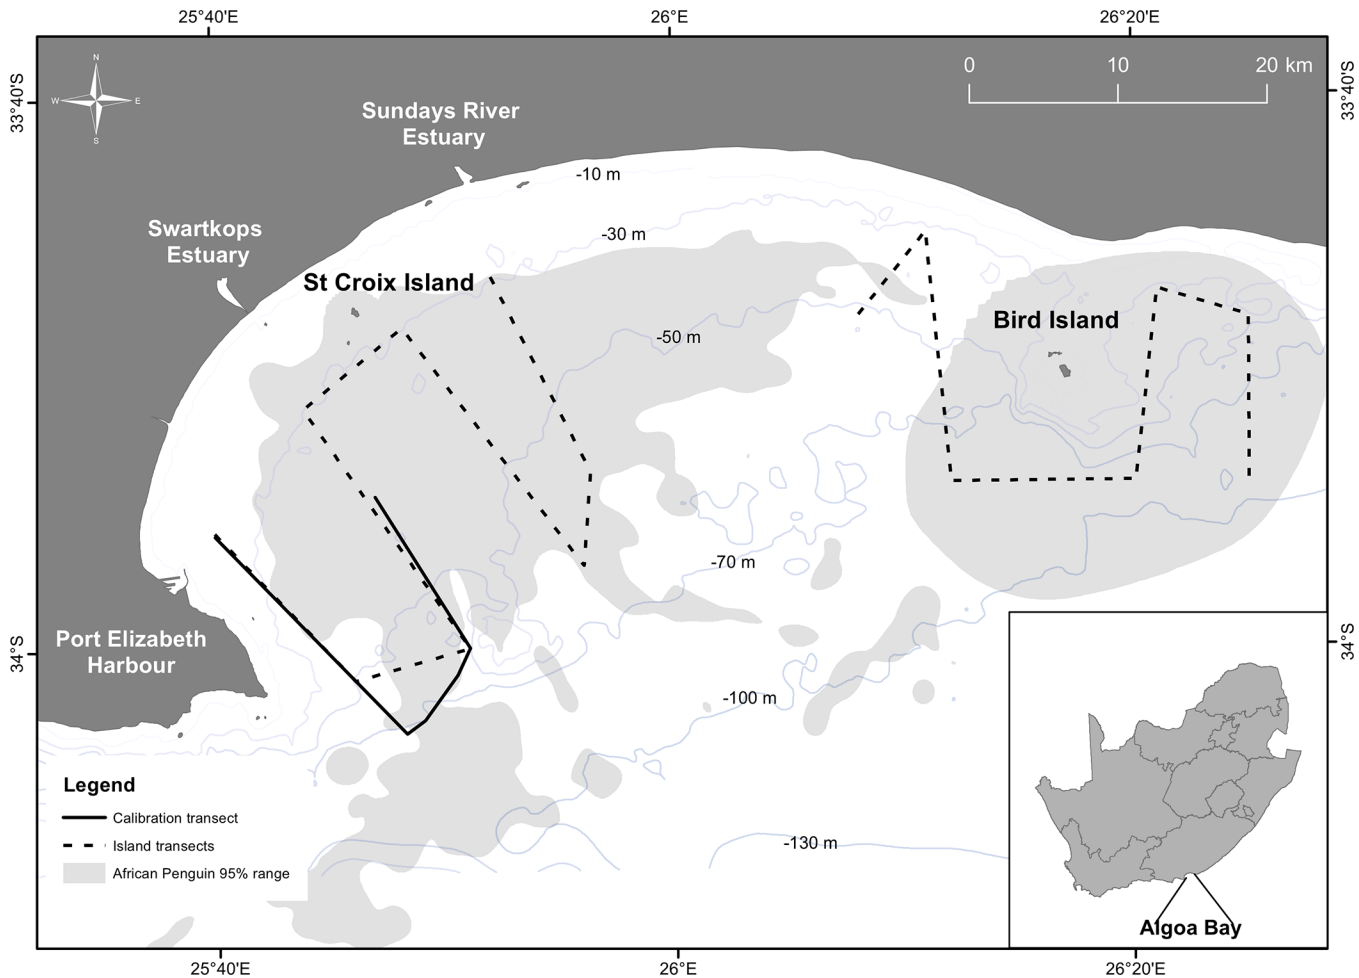 25°40'E
26°E
26°20'E
33°40'S
33°40'S
N
W
E
S
0
10
20 km
Sundays River
Estuary
-10 m
Swartkops
Estuary
-30 m
St Croix Island
Bird Island
-50 m
-70 m
Port Elizabeth
Harbour
34°S
34°S
-100 m
Legend
Calibration transect
Island transects
African Penguin 95% range
-130 m
Algoa Bay
25°40'E
26°E
26°20'E